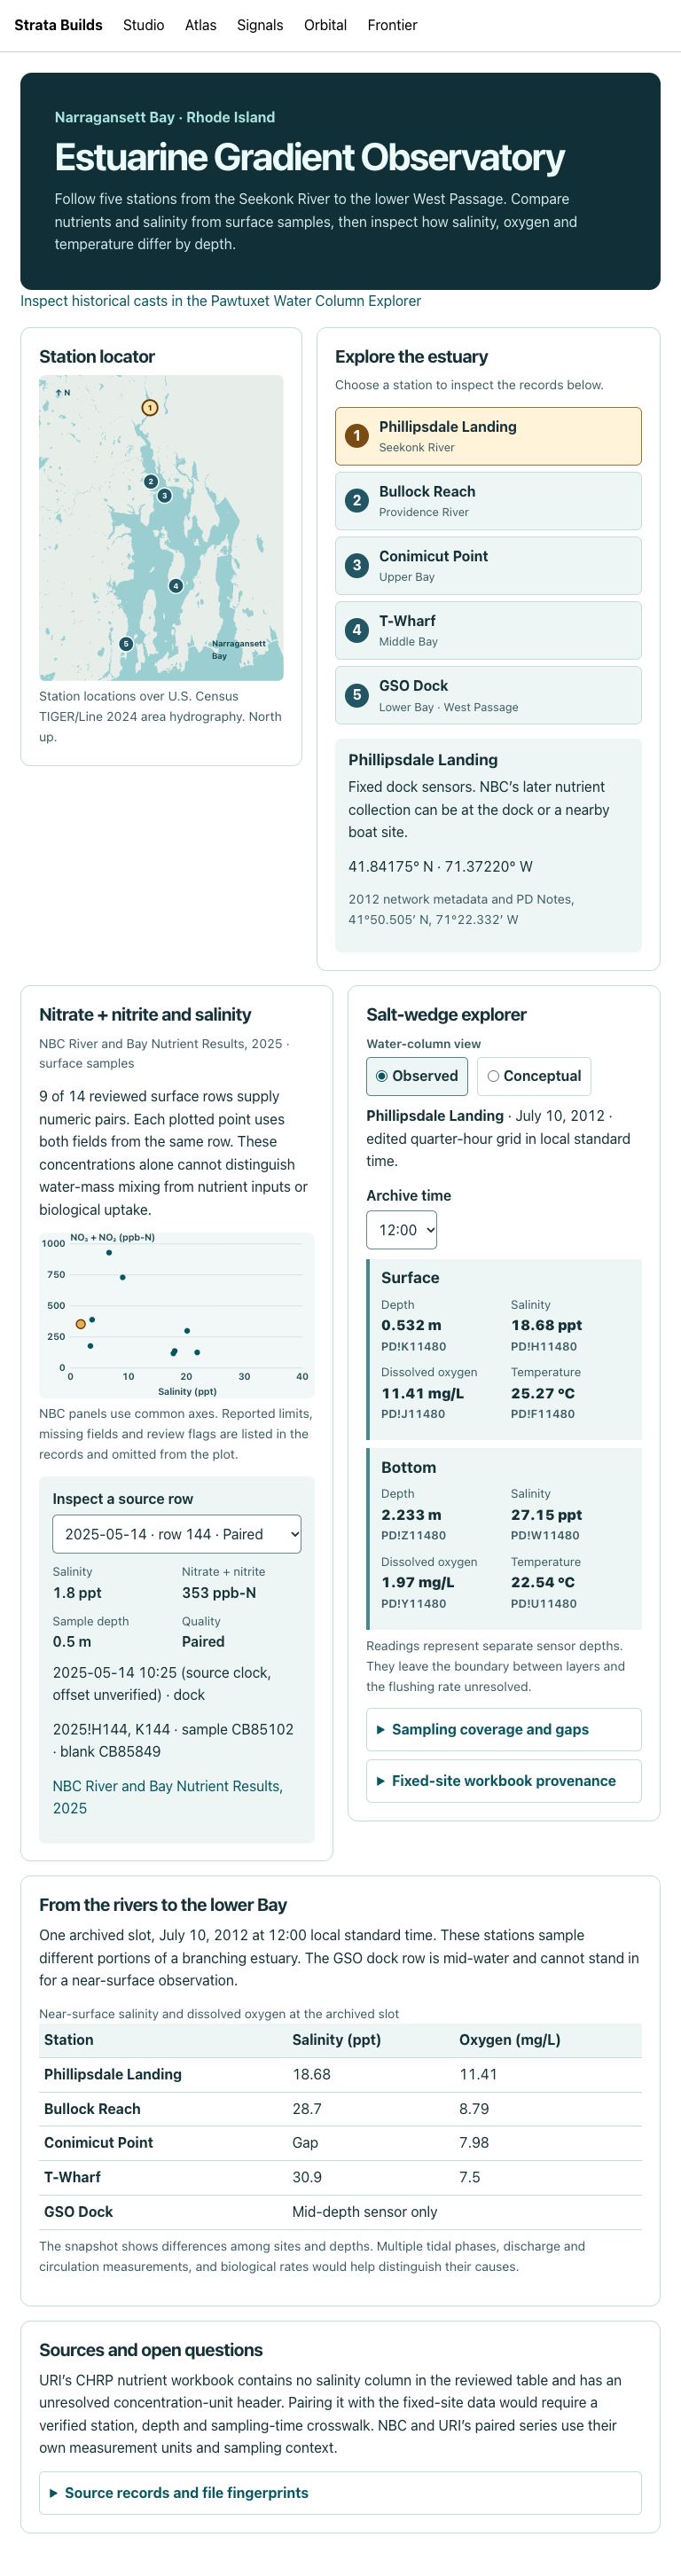 Strata Builds Studio Atlas Signals Orbital Frontier
Narragansett Bay · Rhode Island
Estuarine Gradient Observatory
Follow five stations from the Seekonk River to the lower West Passage. Compare
nutrients and salinity from surface samples, then inspect how salinity, oxygen and
temperature differ by depth.
Inspect historical casts in the Pawtuxet Water Column Explorer
Station locator
↑ N
1
2
3
4
5
Narragansett
Bay
Station locations over U.S. Census
TIGER/Line 2024 area hydrography. North
up.
Explore the estuary
Choose a station to inspect the records below.
1
Phillipsdale Landing
Seekonk River
2
Bullock Reach
Providence River
3
Conimicut Point
Upper Bay
4
T-Wharf
Middle Bay
5
GSO Dock
Lower Bay · West Passage
Phillipsdale Landing
Fixed dock sensors. NBC’s later nutrient
collection can be at the dock or a nearby
boat site.
41.84175° N · 71.37220° W
2012 network metadata and PD Notes,
41°50.505′ N, 71°22.332′ W
Nitrate + nitrite and salinity
NBC River and Bay Nutrient Results, 2025 ·
surface samples
9 of 14 reviewed surface rows supply
numeric pairs. Each plotted point uses
both fields from the same row. These
concentrations alone cannot distinguish
water-mass mixing from nutrient inputs or
biological uptake.
NO₃ + NO₂ (ppb-N)
1000
750
500
250
0
0 10 20 30 40
Salinity (ppt)
NBC panels use common axes. Reported limits,
missing fields and review flags are listed in the
records and omitted from the plot.
Inspect a source row
2025-05-14 · row 144 · Paired
Salinity Nitrate + nitrite
1.8 ppt 353 ppb-N
Sample depth Quality
0.5 m Paired
2025-05-14 10:25 (source clock,
offset unverified) · dock
2025!H144, K144 · sample CB85102
· blank CB85849
NBC River and Bay Nutrient Results,
2025
Salt-wedge explorer
Water-column view
Observed Conceptual
Phillipsdale Landing · July 10, 2012 ·
edited quarter-hour grid in local standard
time.
Archive time
12:00
Surface
Depth Salinity
0.532 m 18.68 ppt
PD!K11480 PD!H11480
Dissolved oxygen Temperature
11.41 mg/L 25.27 °C
PD!J11480 PD!F11480
Bottom
Depth Salinity
2.233 m 27.15 ppt
PD!Z11480 PD!W11480
Dissolved oxygen Temperature
1.97 mg/L 22.54 °C
PD!Y11480 PD!U11480
Readings represent separate sensor depths.
They leave the boundary between layers and
the flushing rate unresolved.
▶ Sampling coverage and gaps
▶ Fixed-site workbook provenance
From the rivers to the lower Bay
One archived slot, July 10, 2012 at 12:00 local standard time. These stations sample
different portions of a branching estuary. The GSO dock row is mid-water and cannot stand in
for a near-surface observation.
Near-surface salinity and dissolved oxygen at the archived slot
Station Salinity (ppt) Oxygen (mg/L)
Phillipsdale Landing 18.68 11.41
Bullock Reach 28.7 8.79
Conimicut Point Gap 7.98
T-Wharf 30.9 7.5
GSO Dock Mid-depth sensor only
The snapshot shows differences among sites and depths. Multiple tidal phases, discharge and
circulation measurements, and biological rates would help distinguish their causes.
Sources and open questions
URI’s CHRP nutrient workbook contains no salinity column in the reviewed table and has an
unresolved concentration-unit header. Pairing it with the fixed-site data would require a
verified station, depth and sampling-time crosswalk. NBC and URI’s paired series use their
own measurement units and sampling context.
▶ Source records and file fingerprints